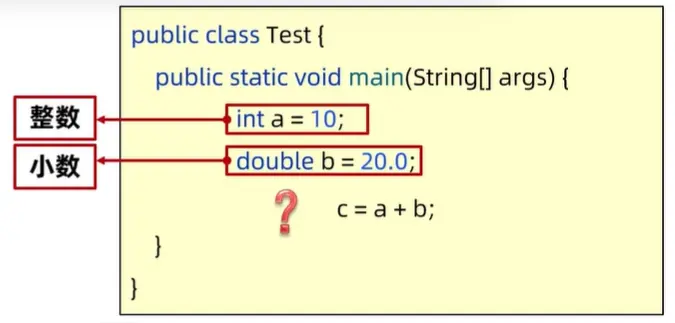 public class Test {
public static void main(String[] args) {
整数
int a = 10;
小数
double b = 20.0;
? c = a + b;
}
}